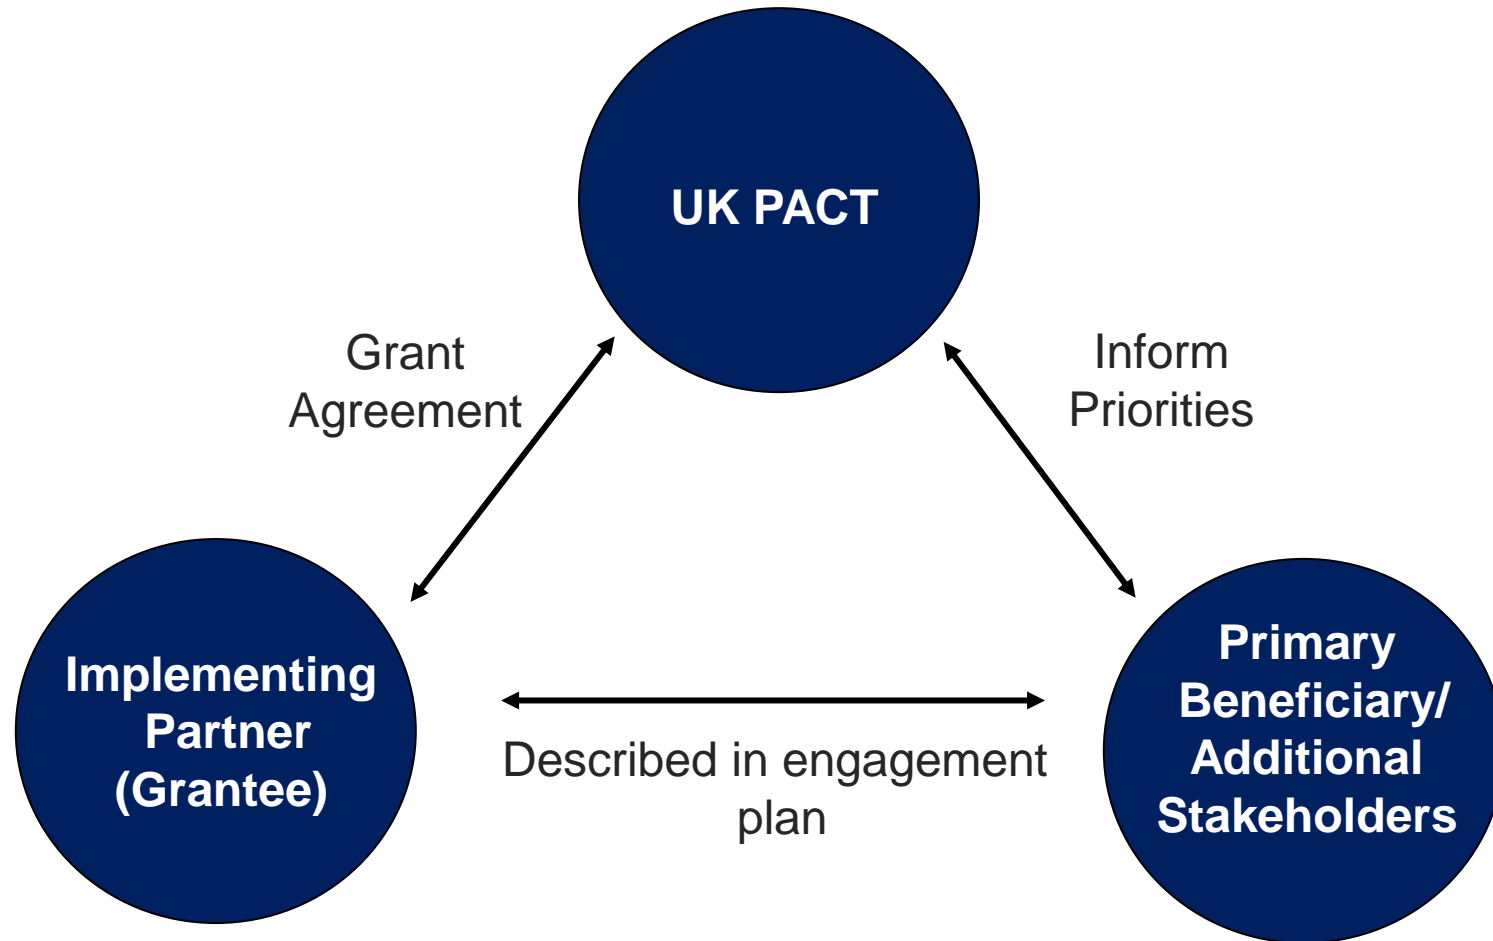 UK PACT
Grant
Agreement
Inform
Priorities
Implementing
Partner
(Grantee)
Described in engagement
plan
Primary
Beneficiary/
Additional
Stakeholders